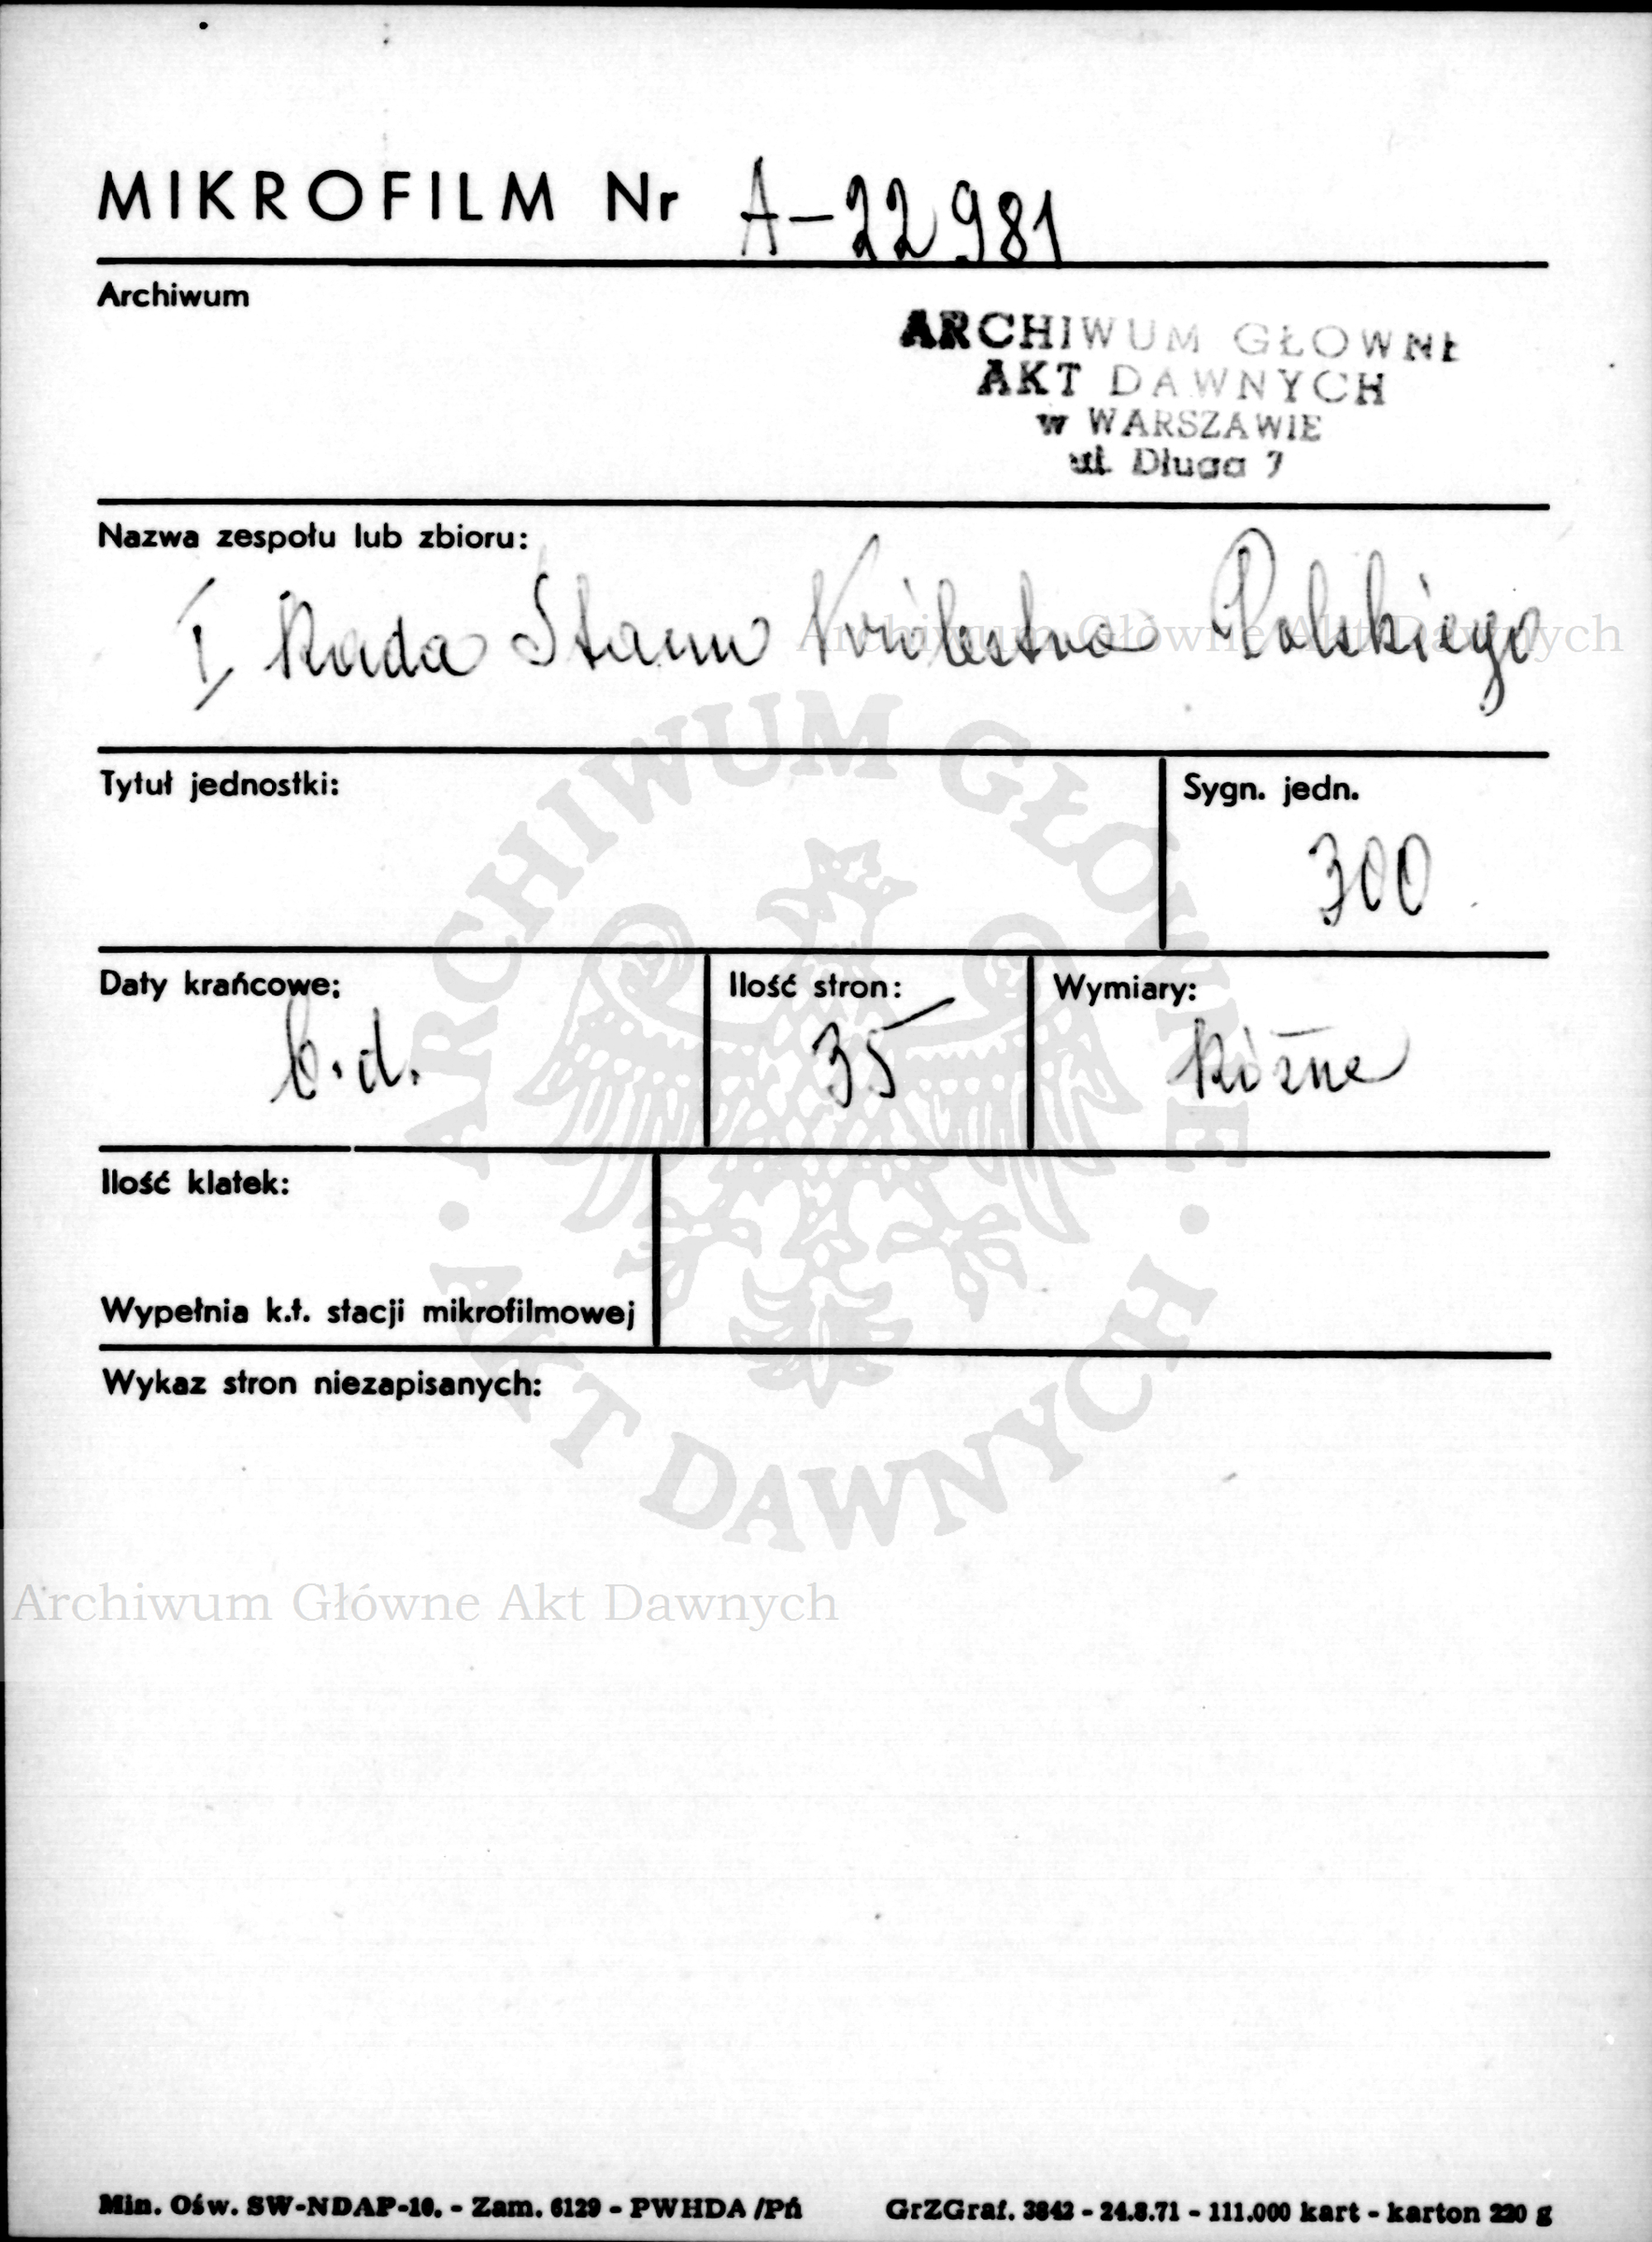 MIKROFILM Nr A-22981
Archiwum
ARCHIWUM GŁOWNE
AKT DAWNYCH
w WARSZAWIE
ul. Długa 7
Nazwa zespołu lub zbioru:
I Rada Stanu Królestwa Polskiego
Archiwum Główne Akt Dawnych
Tytuł jednostki:
Sygn. jedn.
300
Daty krańcowe:
b.d.
Ilość stron:
35
Wymiary:
Różne
Ilość klatek:
Wypełnia k.t. stacji mikrofilmowej
Wykaz stron niezapisanych:
ARCHIWUM GŁÓWNE
AKT DAWNYCH
Archiwum Główne Akt Dawnych
Min. Ośw. SW-NDAP-10. - Zam. 6129 - PWHDA /Pń
GrZGraf. 3842 - 24.8.71 - 111.000 kart - karton 220 g